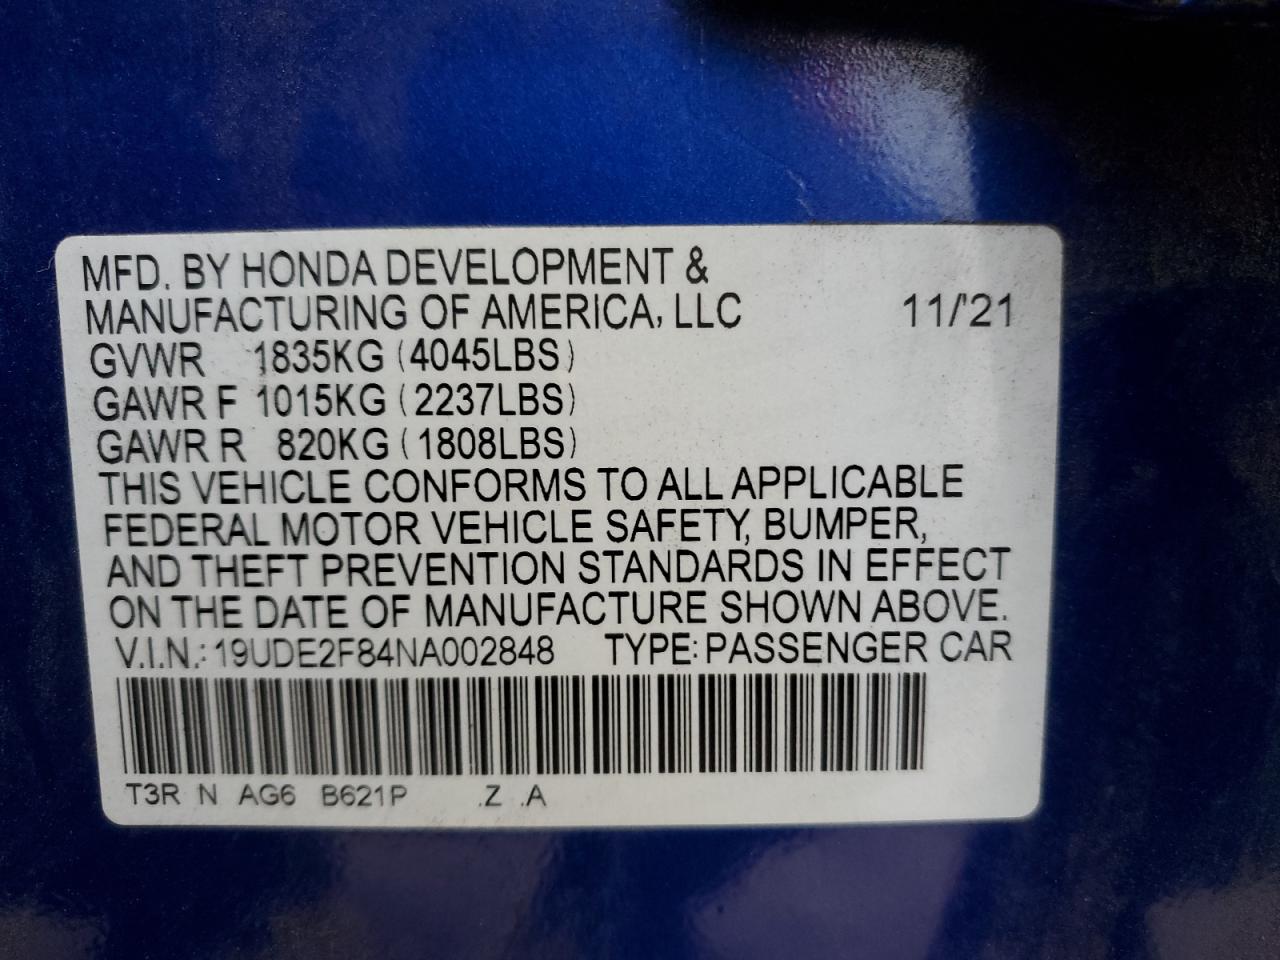 MFD. BY HONDA DEVELOPMENT &
MANUFACTURING OF AMERICA, LLC 11/'21
GVWR 1835KG (4045LBS)
GAWR F 1015KG (2237LBS)
GAWR R 820KG (1808LBS)
THIS VEHICLE CONFORMS TO ALL APPLICABLE
FEDERAL MOTOR VEHICLE SAFETY, BUMPER,
AND THEFT PREVENTION STANDARDS IN EFFECT
ON THE DATE OF MANUFACTURE SHOWN ABOVE.
V.I.N.: 19UDE2F84NA002848 TYPE: PASSENGER CAR
T3R N AG6 B621P .Z .A